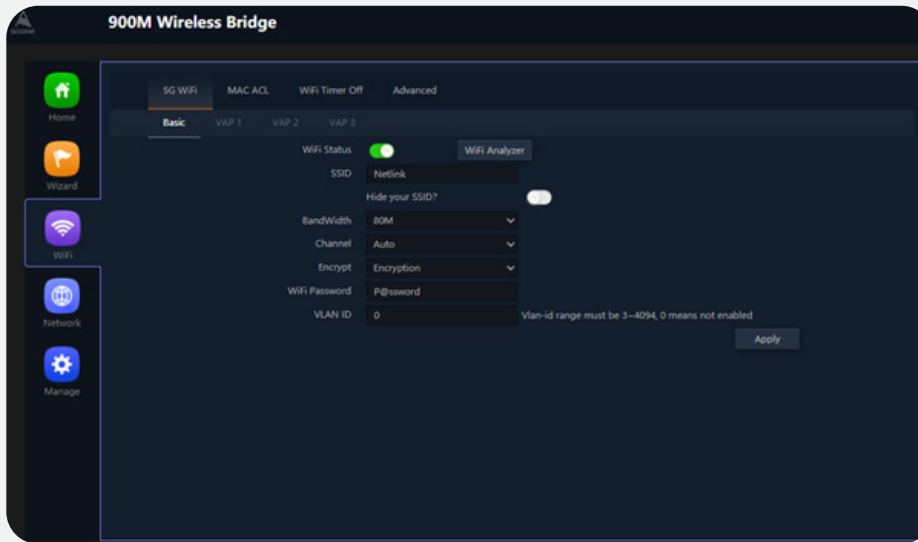 acconet
900M Wireless Bridge
Home
Wizard
WiFi
Network
Manage
5G WiFi MAC ACL WiFi Timer Off Advanced
Basic VAP 1 VAP 2 VAP 3
WiFi Status WiFi Analyzer
SSID Netlink
Hide your SSID?
BandWidth 80M
Channel Auto
Encrypt Encryption
WiFi Password P@ssword
VLAN ID 0 Vlan-id range must be 3~4094, 0 means not enabled
Apply